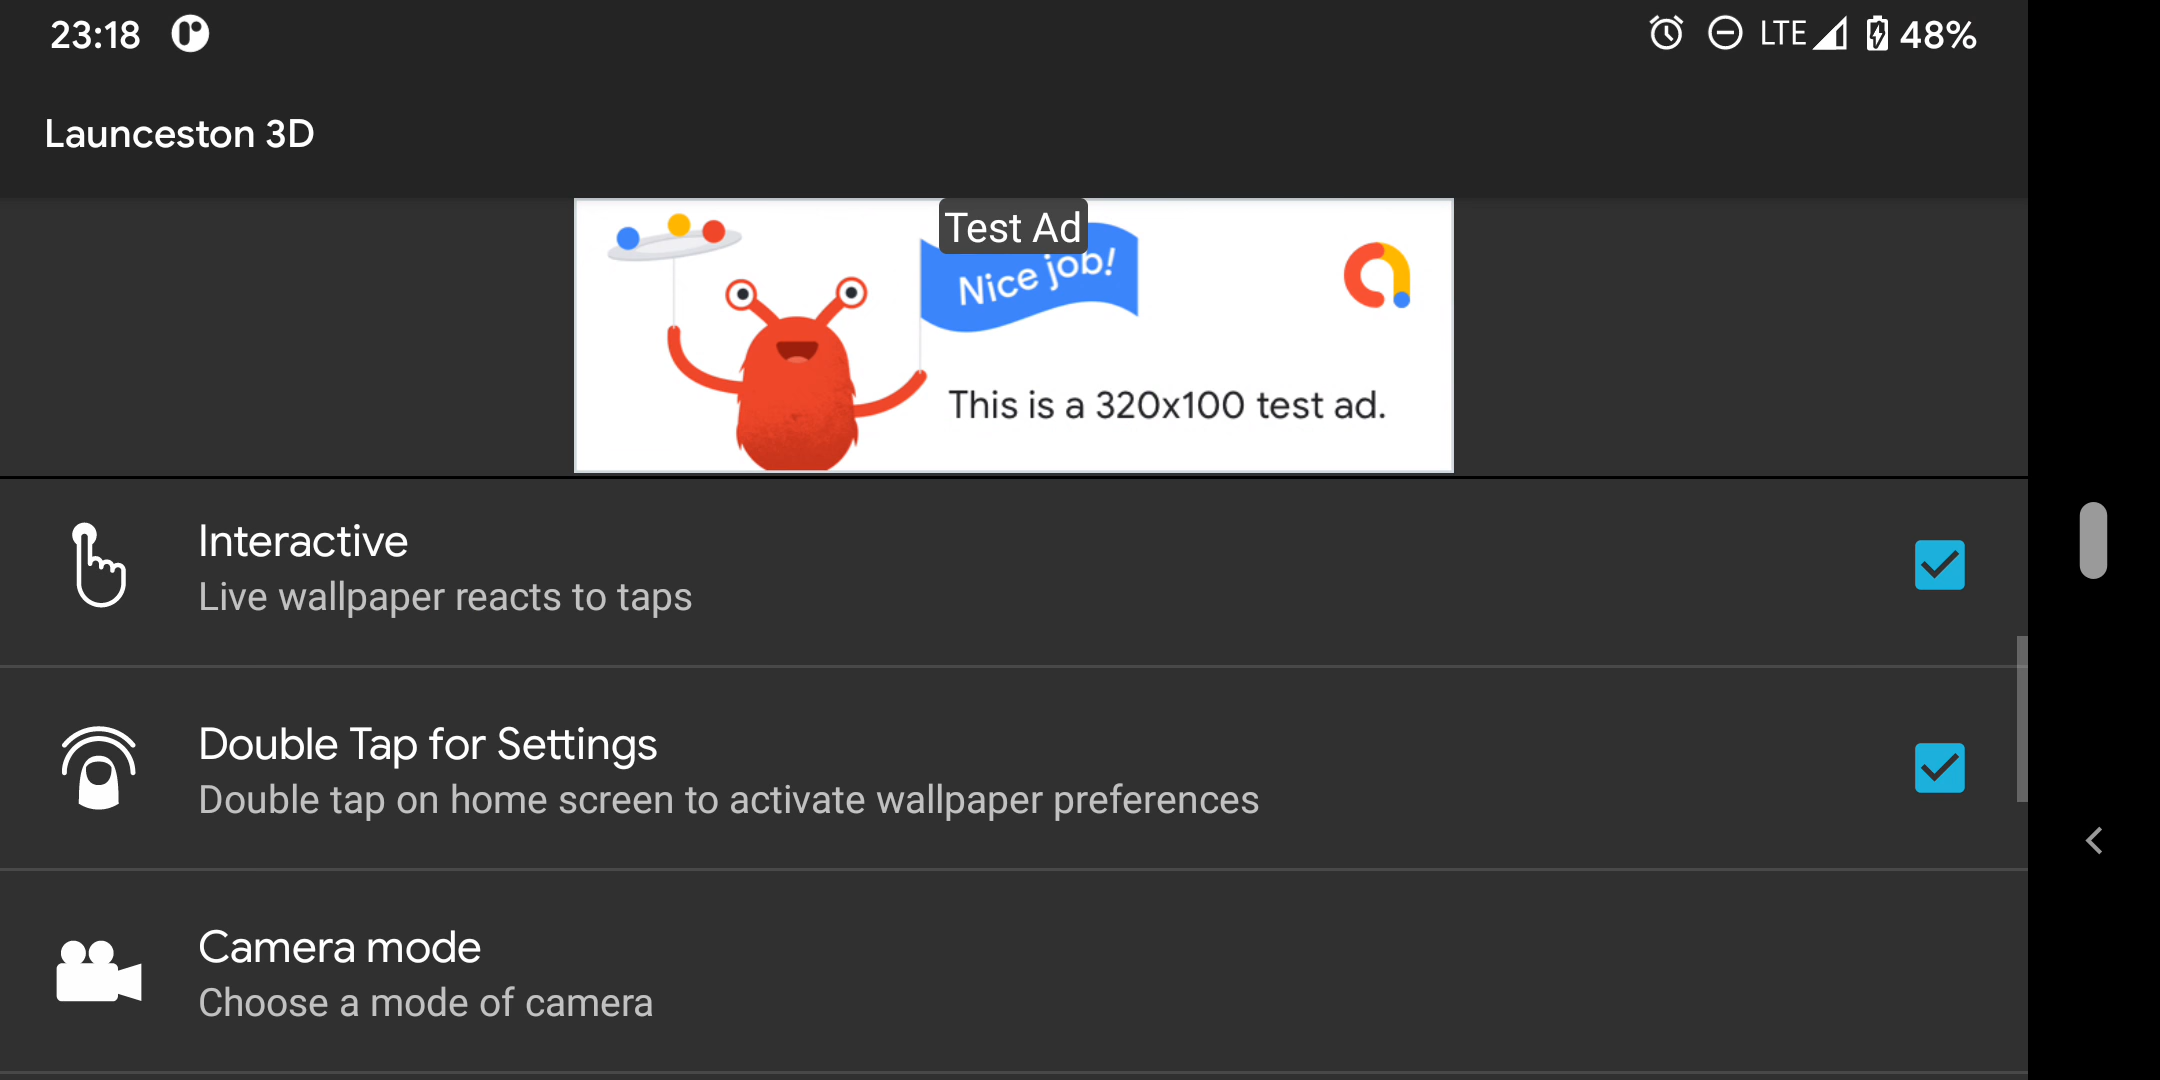 23:18
LTE
48%
Launceston 3D
Test Ad
Nice job!
This is a 320x100 test ad.
Interactive
Live wallpaper reacts to taps
Double Tap for Settings
Double tap on home screen to activate wallpaper preferences
Camera mode
Choose a mode of camera